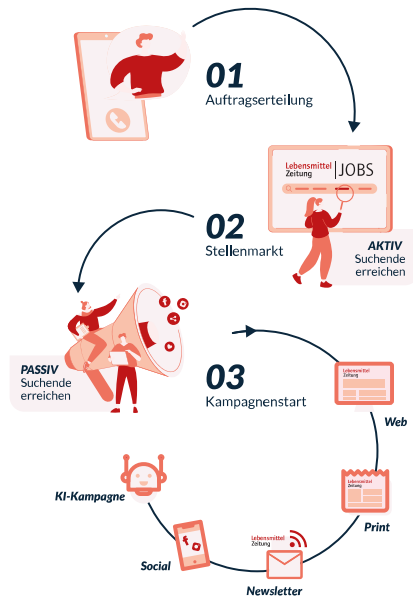 01
Auftragserteilung
Lebensmittel
Zeitung
JOBS
02
Stellenmarkt
AKTIV
Suchende
erreichen
PASSIV
Suchende
erreichen
03
Kampagnenstart
Lebensmittel
Zeitung
Web
Lebensmittel
Zeitung
Print
Lebensmittel
Zeitung
Newsletter
Social
KI-Kampagne